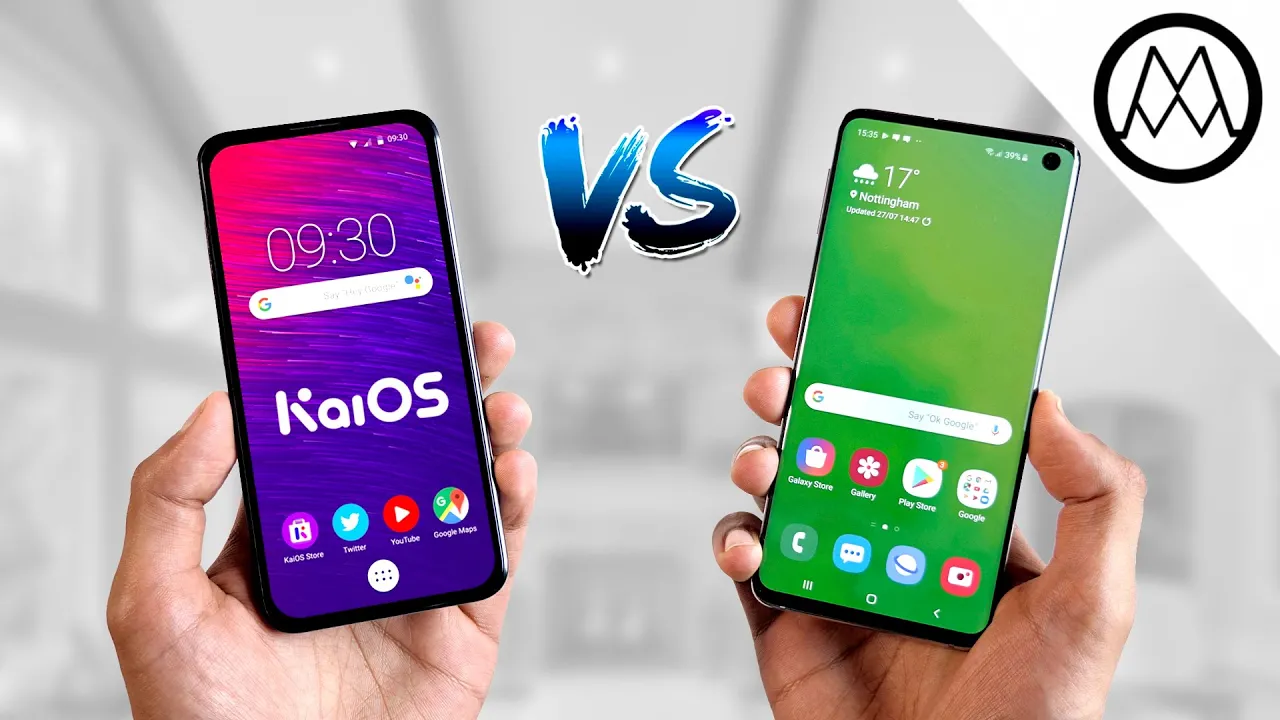 09:30
09:30
Say "Hey Google"
KaiOS
KaiOS Store
Twitter
YouTube
Google Maps
VS
15:35
39%
17°
Nottingham
Updated 27/07 14:47
Say "Ok Google"
Galaxy Store
Gallery
Play Store
3
Google